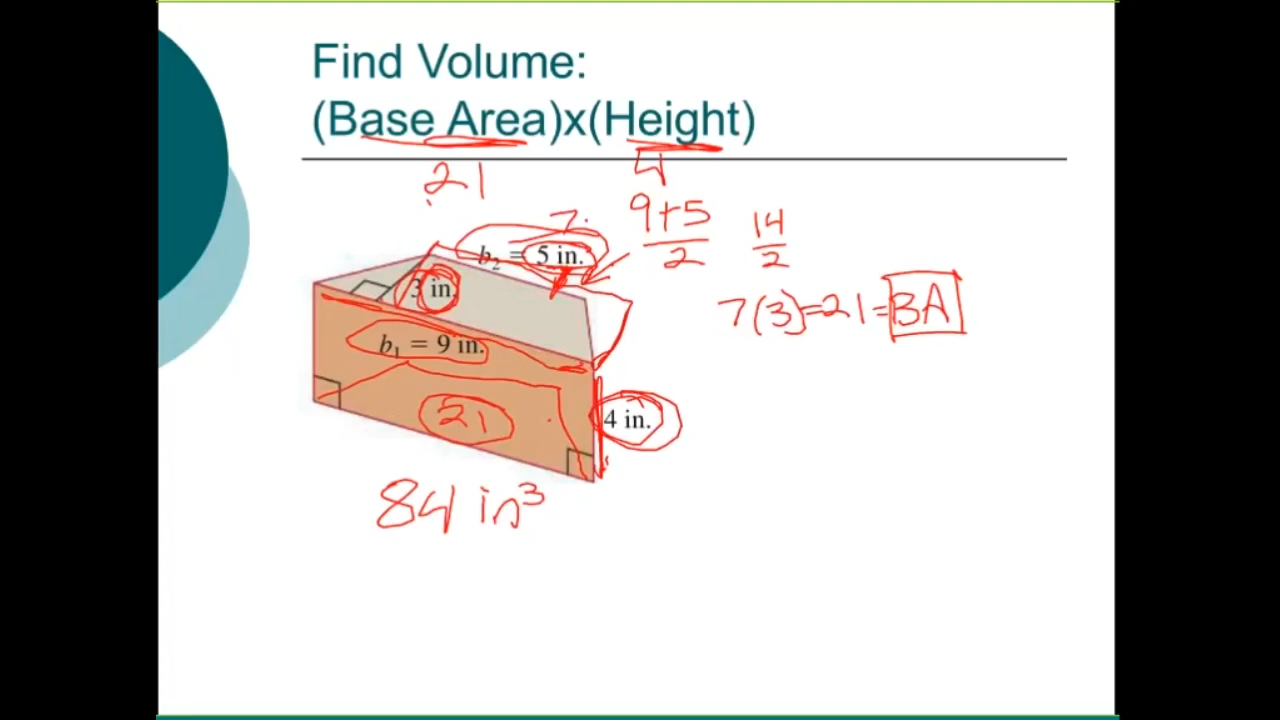 Find Volume:
(Base Area)x(Height)
21 4
7. 9+5 14
2 2
b₂ = 5 in.
3 in.
7(3)=21=BA
b₁ = 9 in.
21
4 in.
84 in³